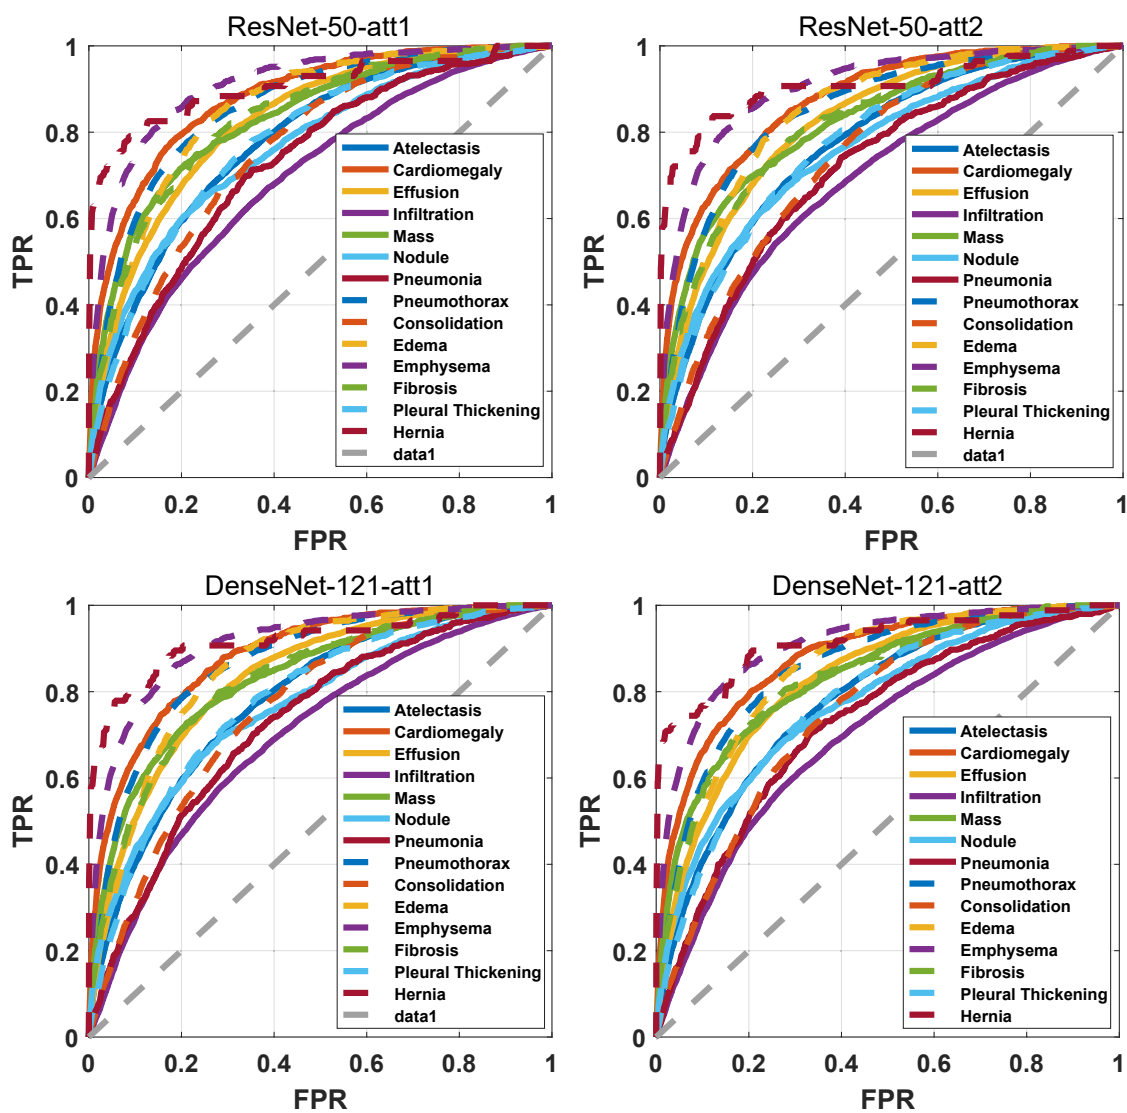 ResNet-50-att1
1
0.8
0.6
0.4
0.2
0
TPR
0
0.2
0.4
0.6
0.8
1
FPR
Atelectasis
Cardiomegaly
Effusion
Infiltration
Mass
Nodule
Pneumonia
Pneumothorax
Consolidation
Edema
Emphysema
Fibrosis
Pleural Thickening
Hernia
data1
ResNet-50-att2
1
0.8
0.6
0.4
0.2
0
TPR
0
0.2
0.4
0.6
0.8
1
FPR
Atelectasis
Cardiomegaly
Effusion
Infiltration
Mass
Nodule
Pneumonia
Pneumothorax
Consolidation
Edema
Emphysema
Fibrosis
Pleural Thickening
Hernia
data1
DenseNet-121-att1
1
0.8
0.6
0.4
0.2
0
TPR
0
0.2
0.4
0.6
0.8
1
FPR
Atelectasis
Cardiomegaly
Effusion
Infiltration
Mass
Nodule
Pneumonia
Pneumothorax
Consolidation
Edema
Emphysema
Fibrosis
Pleural Thickening
Hernia
data1
DenseNet-121-att2
1
0.8
0.6
0.4
0.2
0
TPR
0
0.2
0.4
0.6
0.8
1
FPR
Atelectasis
Cardiomegaly
Effusion
Infiltration
Mass
Nodule
Pneumonia
Pneumothorax
Consolidation
Edema
Emphysema
Fibrosis
Pleural Thickening
Hernia